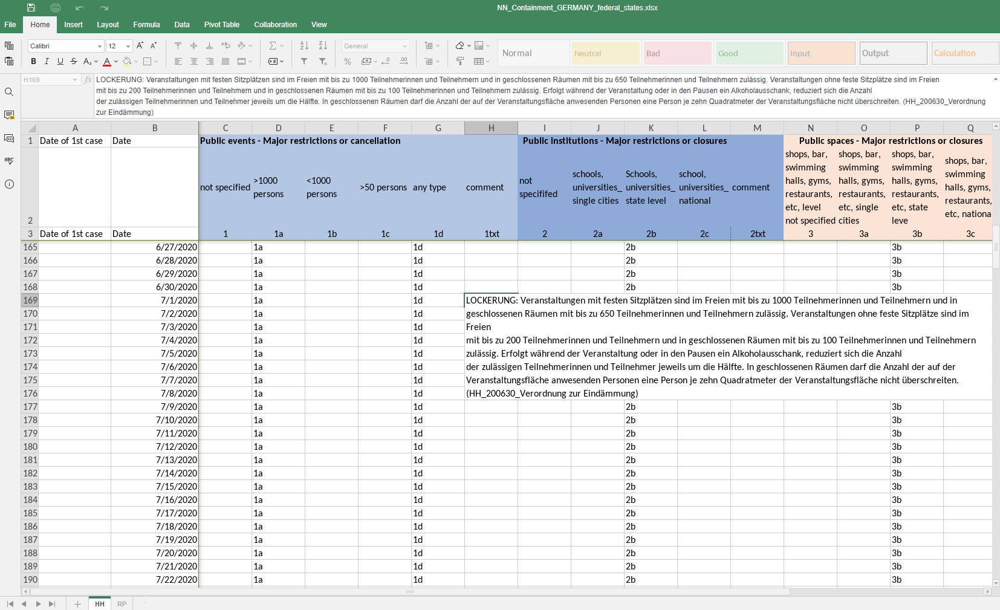 NN_Containment_GERMANY_federal_states.xlsx
File Home Insert Layout Formula Data Pivot Table Collaboration View
Calibri 12 General Normal Neutral Bad Good Input Output Calculation
H169 fx LOCKERUNG: Veranstaltungen mit festen Sitzplätzen sind im Freien mit bis zu 1000 Teilnehmerinnen und Teilnehmern und in geschlossenen Räumen mit bis zu 650 Teilnehmerinnen und Teilnehmern zulässig. Veranstaltungen ohne feste Sitzplätze sind im Freien
mit bis zu 200 Teilnehmerinnen und Teilnehmern und in geschlossenen Räumen mit bis zu 100 Teilnehmerinnen und Teilnehmern zulässig. Erfolgt während der Veranstaltung oder in den Pausen ein Alkoholausschank, reduziert sich die Anzahl
der zulässigen Teilnehmerinnen und Teilnehmer jeweils um die Hälfte. In geschlossenen Räumen darf die Anzahl der auf der Veranstaltungsfläche anwesenden Personen eine Person je zehn Quadratmeter der Veranstaltungsfläche nicht überschreiten. (HH_200630_Verordnung
zur Eindämmung)
A B C D E F G H I J K L M N O P Q
1 Date of 1st case Date Public events - Major restrictions or cancellation Public institutions - Major restrictions or closures Public spaces - Major restrictions or closures
2 not specified
>1000
persons
<1000
persons
>50 persons
any type
comment
not
specififed
schools,
universities_
single cities
Schools,
universities_
state level
school,
universities_
national
comment
shops, bar,
swimming
halls, gyms,
restaurants,
etc, level
not specified
shops, bar,
swimming
halls, gyms,
restaurants,
etc, single
cities
shops, bar,
swimming
halls, gyms,
restaurants,
etc, state
leve
shops, bar,
swimming
halls, gyms,
restaurants,
etc, nationa
3 Date of 1st case Date 1 1a 1b 1c 1d 1txt 2 2a 2b 2c 2txt 3 3a 3b 3c
165 6/27/2020 1a 1d 2b 3b
166 6/28/2020 1a 1d 2b 3b
167 6/29/2020 1a 1d 2b 3b
168 6/30/2020 1a 1d 2b 3b
169 7/1/2020 1a 1d LOCKERUNG: Veranstaltungen mit festen Sitzplätzen sind im Freien mit bis zu 1000 Teilnehmerinnen und Teilnehmern und in
170 7/2/2020 1a 1d geschlossenen Räumen mit bis zu 650 Teilnehmerinnen und Teilnehmern zulässig. Veranstaltungen ohne feste Sitzplätze sind im
171 7/3/2020 1a 1d Freien
172 7/4/2020 1a 1d mit bis zu 200 Teilnehmerinnen und Teilnehmern und in geschlossenen Räumen mit bis zu 100 Teilnehmerinnen und Teilnehmern
173 7/5/2020 1a 1d zulässig. Erfolgt während der Veranstaltung oder in den Pausen ein Alkoholausschank, reduziert sich die Anzahl
174 7/6/2020 1a 1d der zulässigen Teilnehmerinnen und Teilnehmer jeweils um die Hälfte. In geschlossenen Räumen darf die Anzahl der auf der
175 7/7/2020 1a 1d Veranstaltungsfläche anwesenden Personen eine Person je zehn Quadratmeter der Veranstaltungsfläche nicht überschreiten.
176 7/8/2020 1a 1d (HH_200630_Verordnung zur Eindämmung)
177 7/9/2020 1a 1d 2b 3b
178 7/10/2020 1a 1d 2b 3b
179 7/11/2020 1a 1d 2b 3b
180 7/12/2020 1a 1d 2b 3b
181 7/13/2020 1a 1d 2b 3b
182 7/14/2020 1a 1d 2b 3b
183 7/15/2020 1a 1d 2b 3b
184 7/16/2020 1a 1d 2b 3b
185 7/17/2020 1a 1d 2b 3b
186 7/18/2020 1a 1d 2b 3b
187 7/19/2020 1a 1d 2b 3b
188 7/20/2020 1a 1d 2b 3b
189 7/21/2020 1a 1d 2b 3b
190 7/22/2020 1a 1d 2b 3b
HH RP